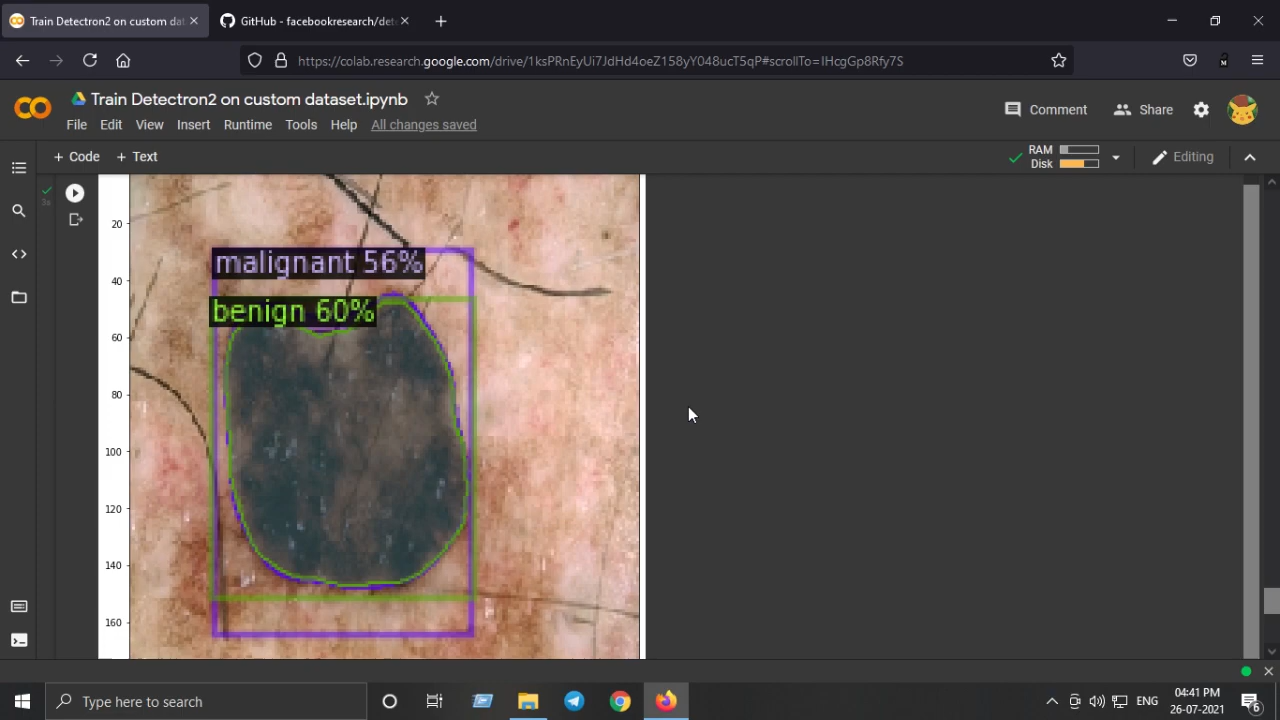 Train Detectron2 on custom dat
GitHub - facebookresearch/det
https://colab.research.google.com/drive/1ksPRnEyUi7JdHd4oeZ158yY048ucT5qP#scrollTo=IHcgGp8Rfy7S
Train Detectron2 on custom dataset.ipynb
Comment
Share
File Edit View Insert Runtime Tools Help All changes saved
+ Code + Text
RAM
Disk
Editing
3s
20
malignant 56%
40
benign 60%
60
80
100
120
140
160
Type here to search
ENG
04:41 PM
26-07-2021
6